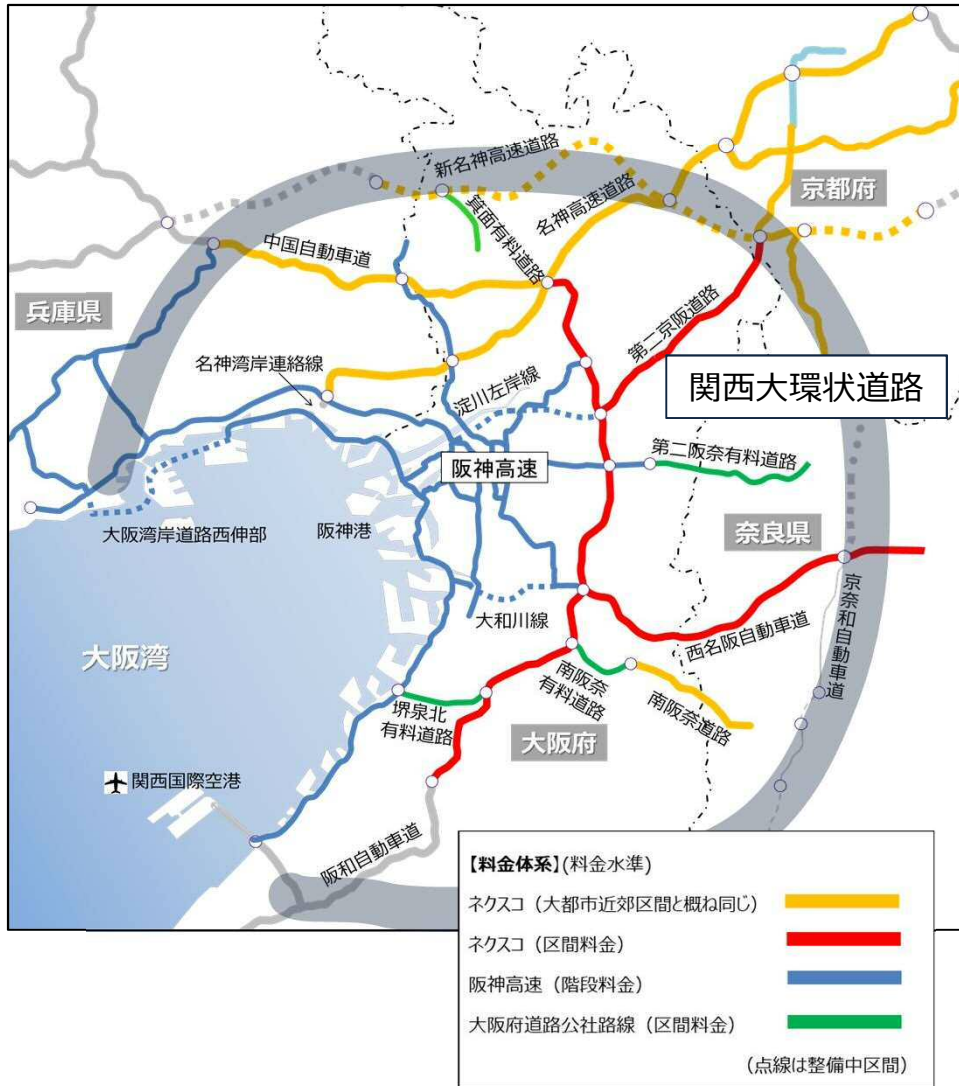 新名神高速道路
京都府
箕面有料道路
名神高速道路
中国自動車道
兵庫県
第二京阪道路
名神湾岸連絡線
淀川左岸線
関西大環状道路
阪神高速
第二阪奈有料道路
大阪湾岸道路西伸部
阪神港
奈良県
大和川線
西名阪自動車道
京奈和自動車道
大阪湾
南阪奈
有料道路
南阪奈道路
堺泉北
有料道路
大阪府
関西国際空港
阪和自動車道
【料金体系】(料金水準)
ネクスコ（大都市近郊区間と概ね同じ）
ネクスコ（区間料金）
阪神高速（階段料金）
大阪府道路公社路線（区間料金）
（点線は整備中区間）